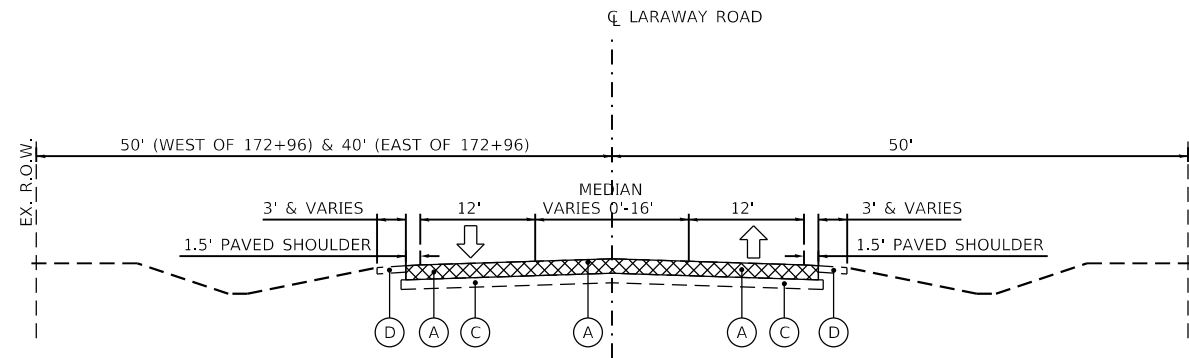 ℄ LARAWAY ROAD
EX. R.O.W.
50' (WEST OF 172+96) & 40' (EAST OF 172+96)
50'
MEDIAN
3' & VARIES
12'
VARIES 0'-16'
12'
3' & VARIES
1.5' PAVED SHOULDER
1.5' PAVED SHOULDER
D
A
C
A
A
C
D